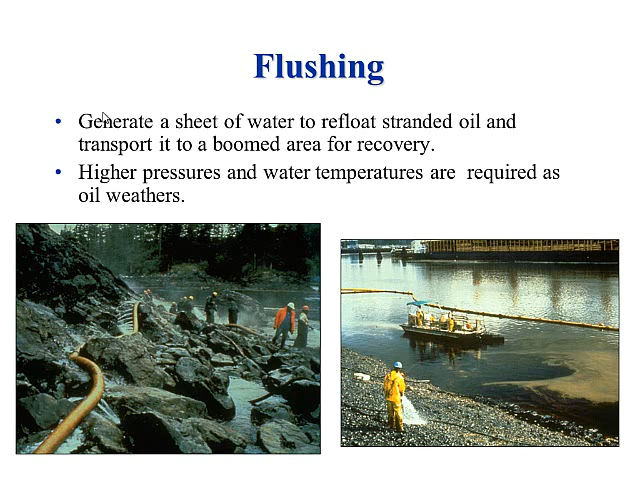 Flushing
• Generate a sheet of water to refloat stranded oil and
transport it to a boomed area for recovery.
• Higher pressures and water temperatures are  required as
oil weathers.